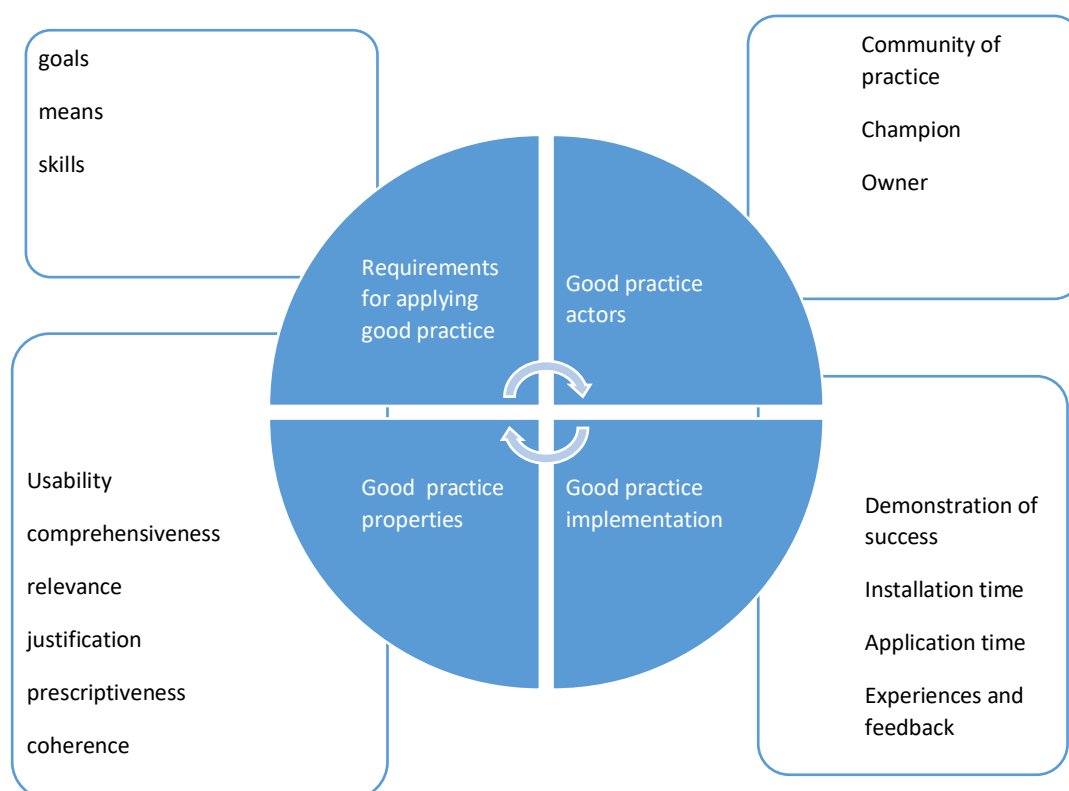 goals
means
skills
Community of
practice
Champion
Owner
Requirements
for applying
good practice
Good practice
actors
Good  practice
properties
Good practice
implementation
Usability
comprehensiveness
relevance
justification
prescriptiveness
coherence
Demonstration of
success
Installation time
Application time
Experiences and
feedback